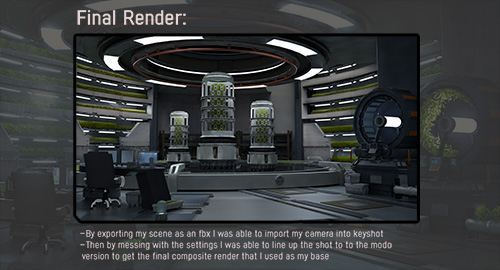 Final Render:
-By exporting my scene as an fbx I was able to import my camera into keyshot
-Then by messing with the settings I was able to line up the shot to to the modo
version to get the final composite render that I used as my base